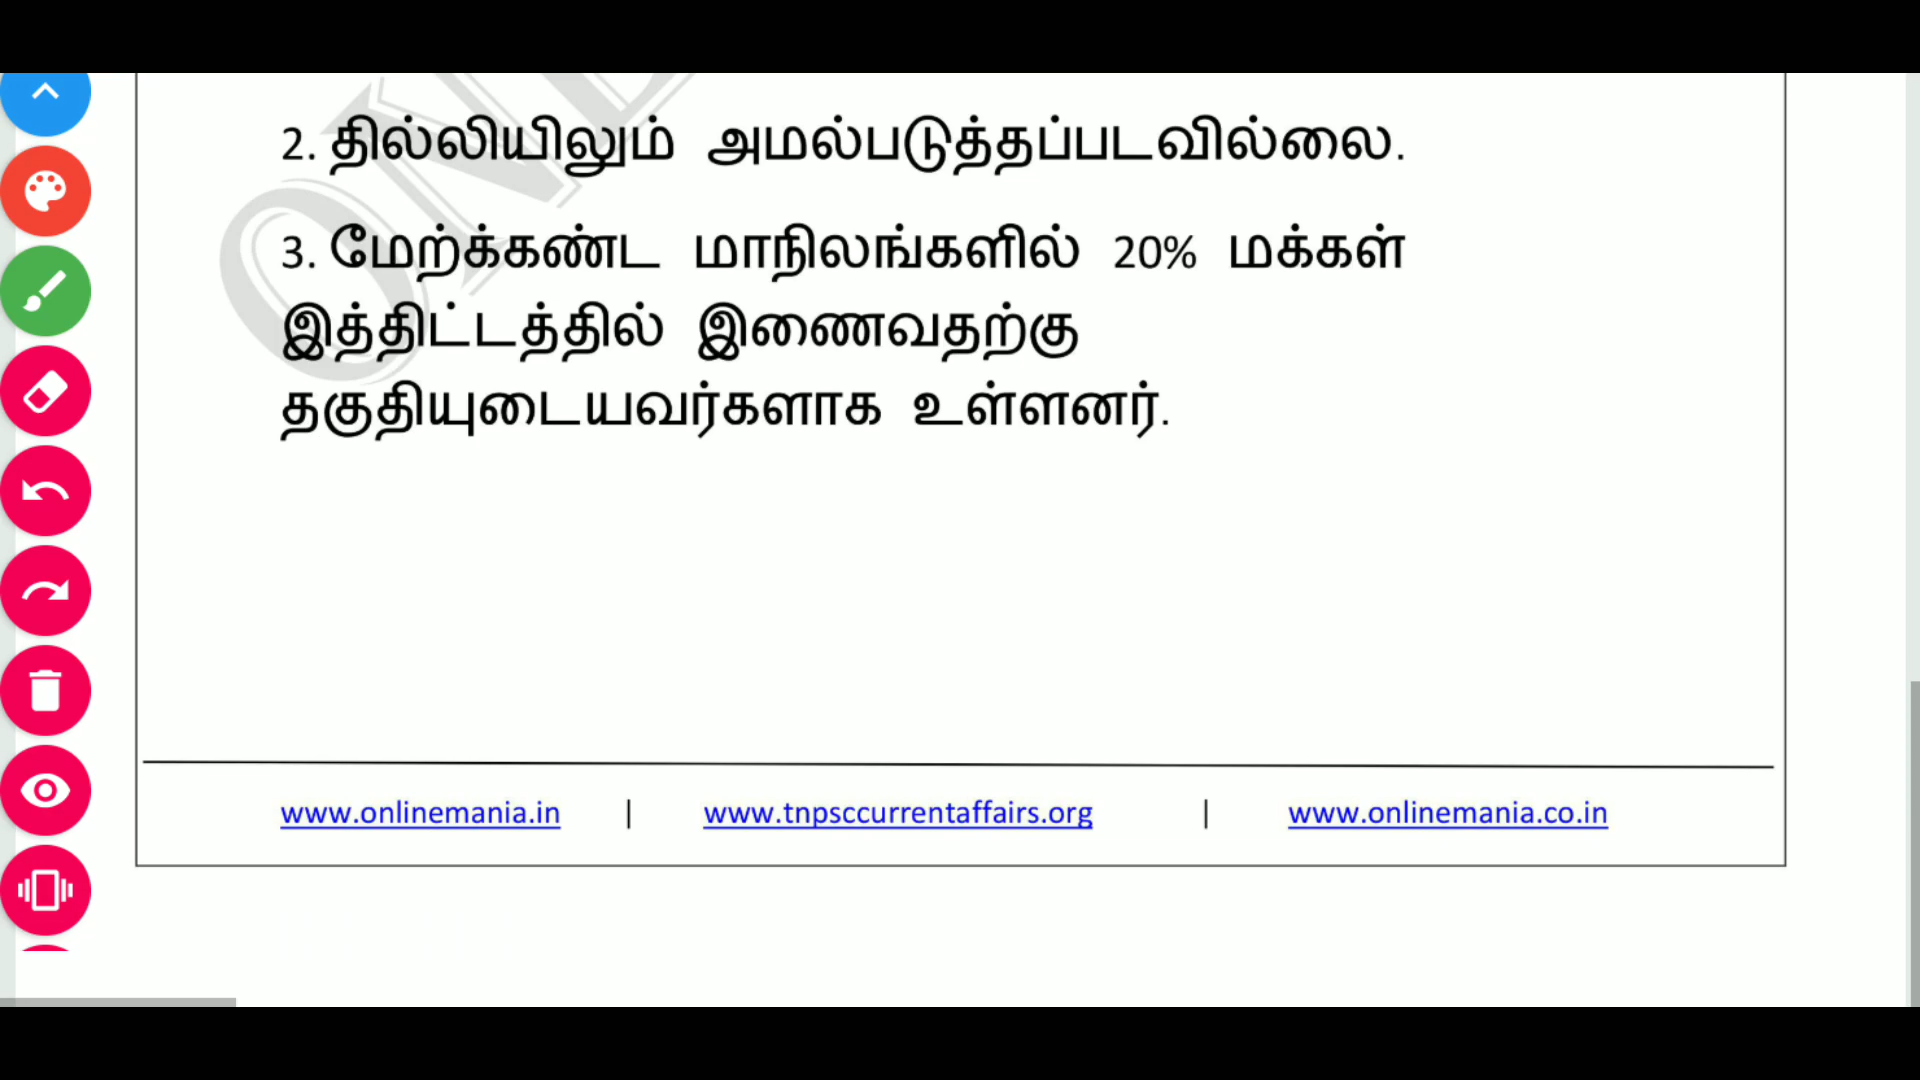 2. தில்லியிலும் அமல்படுத்தப்படவில்லை.
3. மேற்க்கண்ட மாநிலங்களில் 20% மக்கள்
இத்திட்டத்தில் இணைவதற்கு
தகுதியுடையவர்களாக உள்ளனர்.
www.onlinemania.in | www.tnpsccurrentaffairs.org | www.onlinemania.co.in